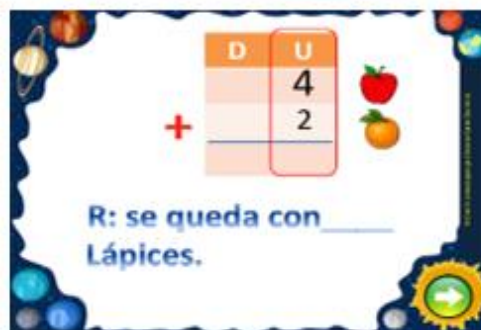 D U
4
+ 2
R: se queda con_____
Lápices.